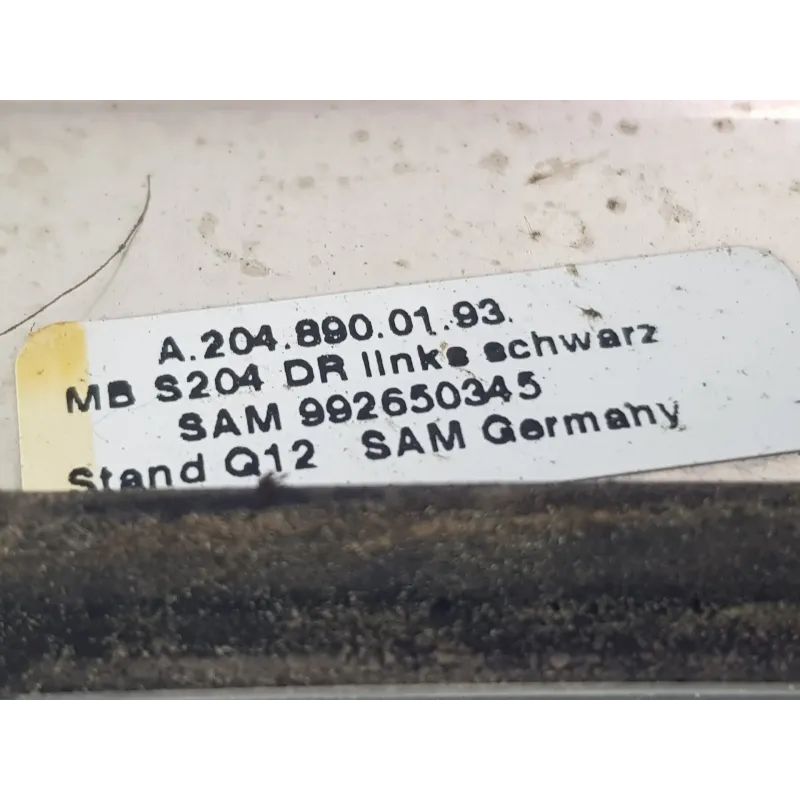 A.204.890.01.93.
MB S204 DR links schwarz
SAM 992650345
Stand Q12 SAM Germany